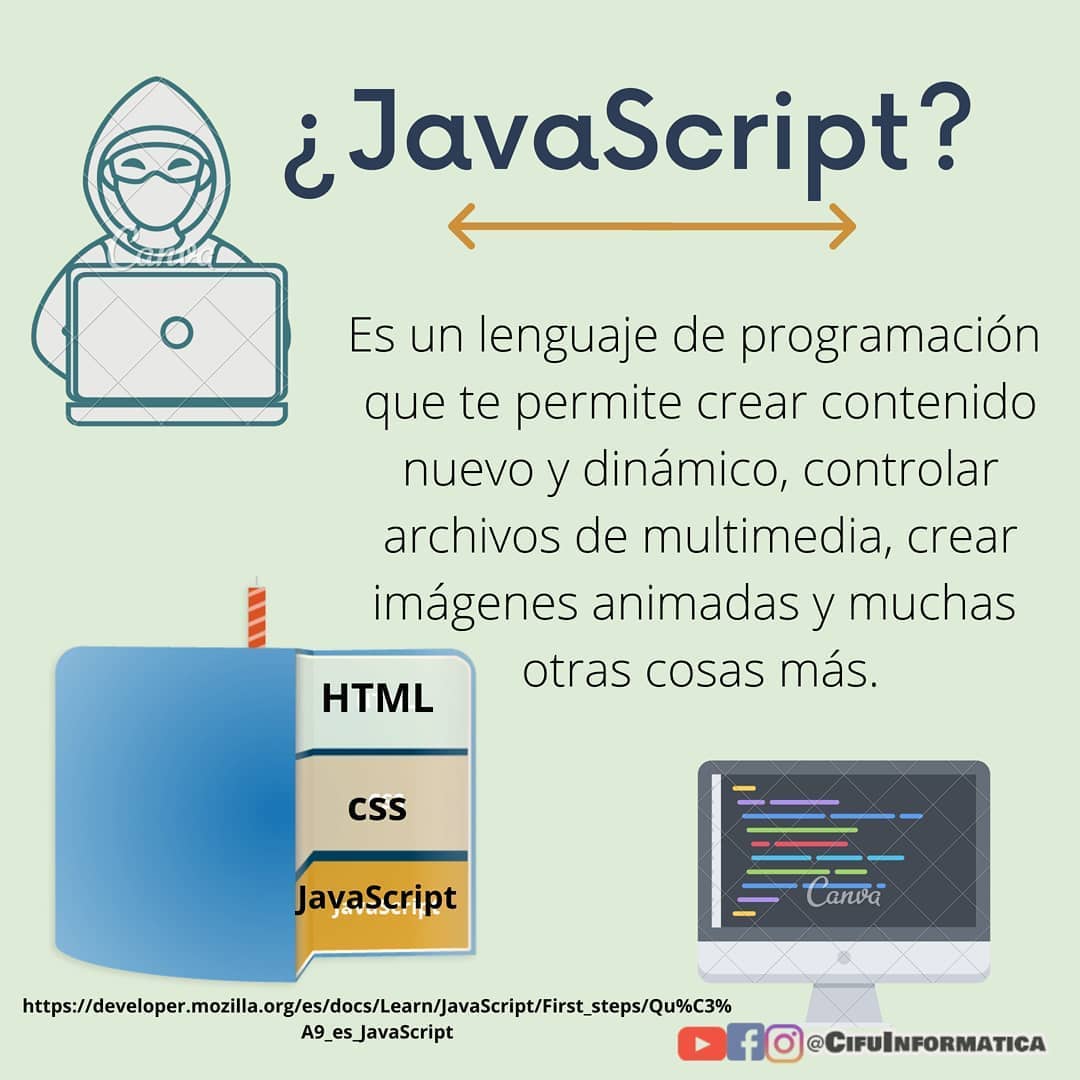 ¿JavaScript?
Canva
Es un lenguaje de programación
que te permite crear contenido
nuevo y dinámico, controlar
archivos de multimedia, crear
imágenes animadas y muchas
otras cosas más.
HTML
css
JavaScript
Canva
https://developer.mozilla.org/es/docs/Learn/JavaScript/First_steps/Qu%C3%
A9_es_JavaScript
@CifuInformatica